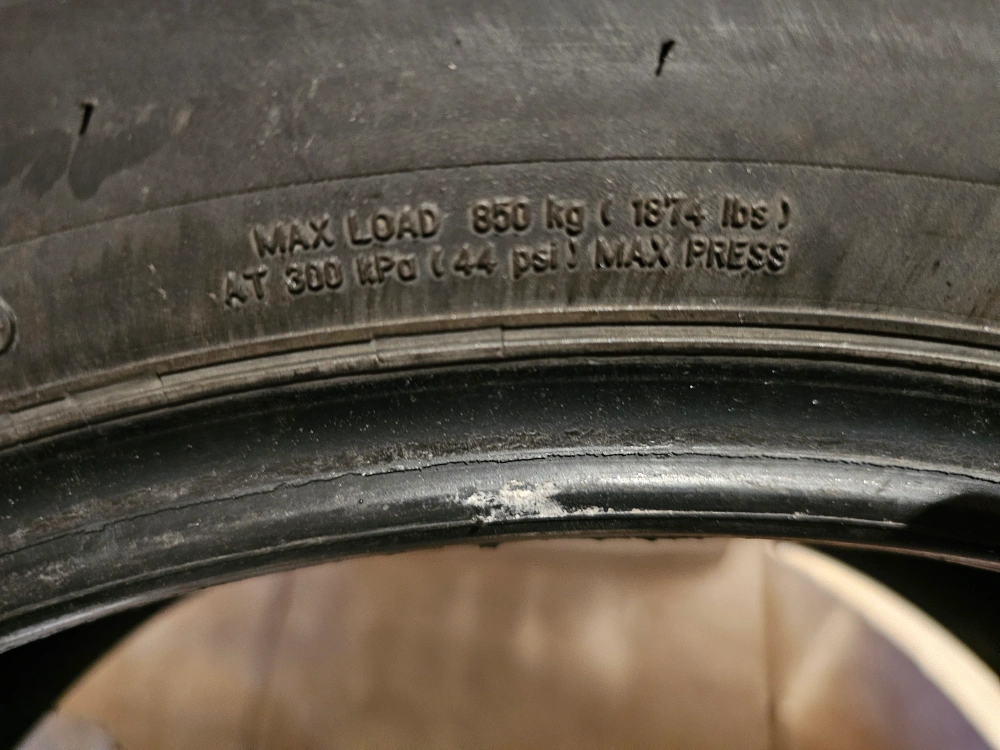 MAX LOAD 850 kg ( 1874 lbs )
AT 300 kPa ( 44 psi ) MAX PRESS